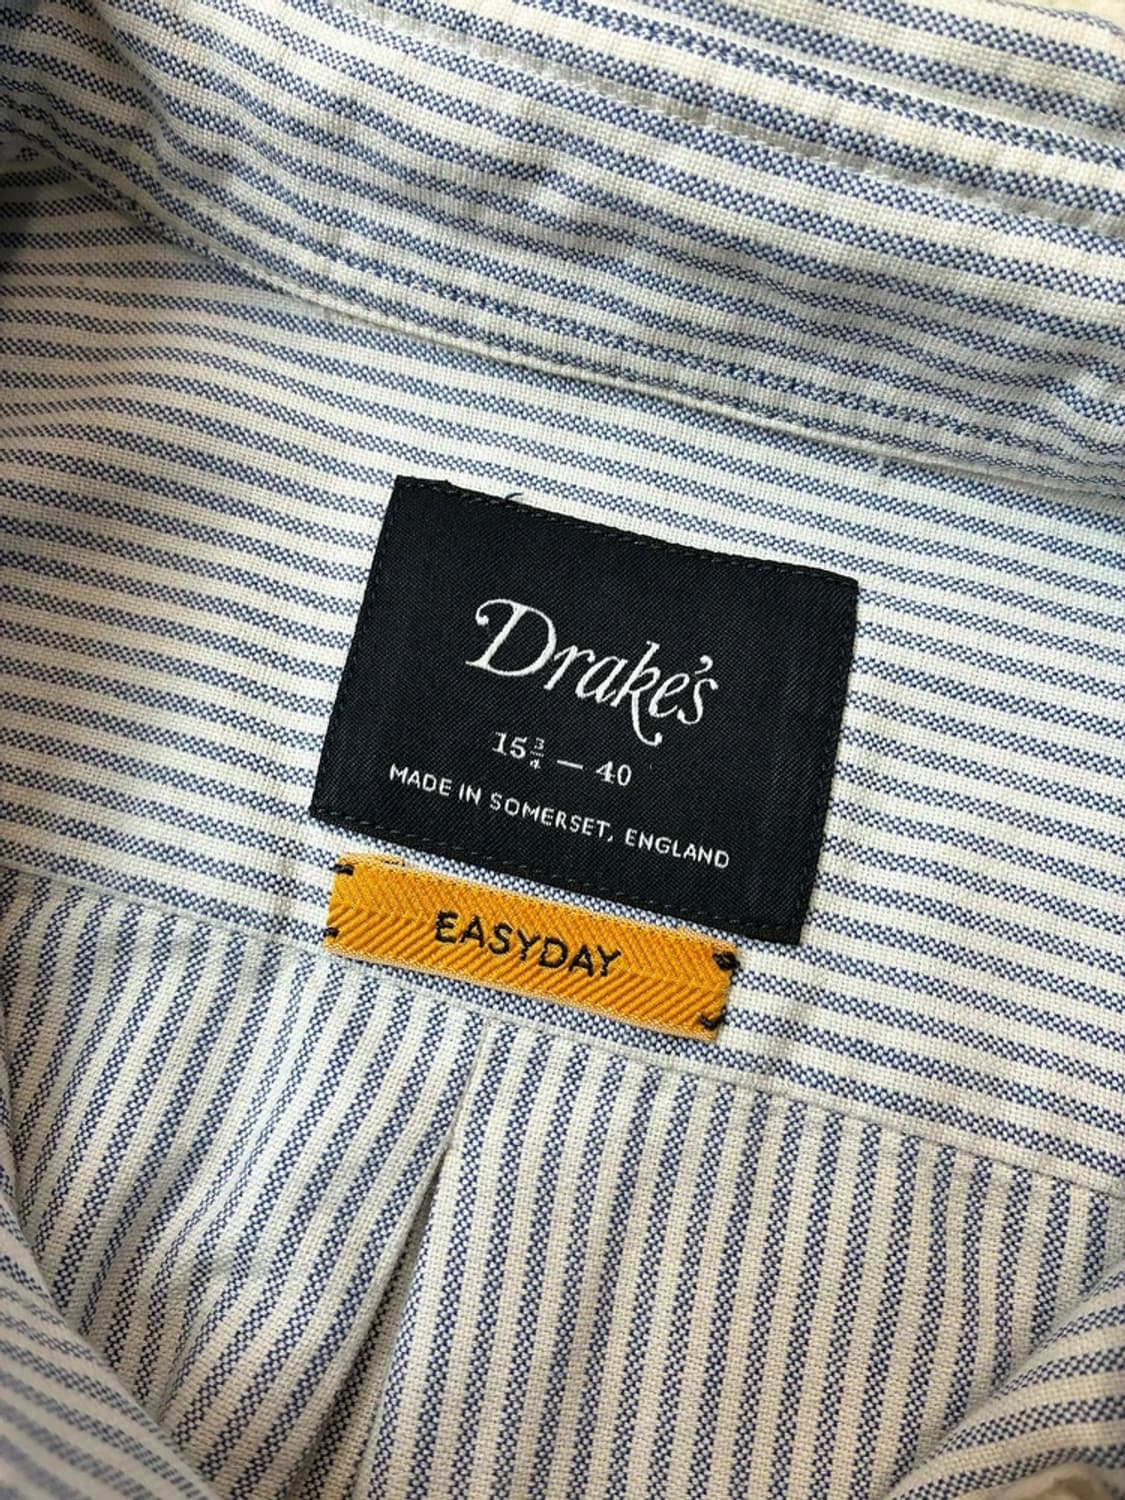 Drake's
15¾ — 40
MADE IN SOMERSET, ENGLAND
EASYDAY